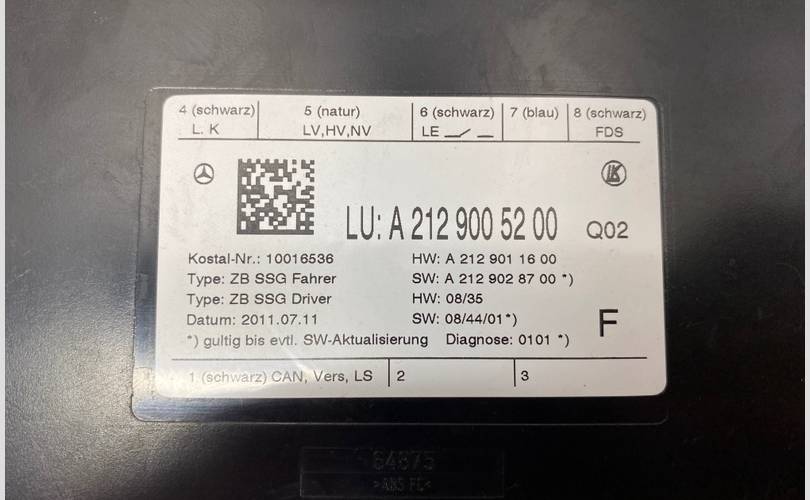 4 (schwarz) 5 (natur) 6 (schwarz) 7 (blau) 8 (schwarz)
L. K LV,HV,NV LE FDS
LU: A 212 900 52 00 Q02
Kostal-Nr.: 10016536 HW: A 212 901 16 00
Type: ZB SSG Fahrer SW: A 212 902 87 00 *)
Type: ZB SSG Driver HW: 08/35
Datum: 2011.07.11 SW: 08/44/01*)
F
*) gultig bis evtl. SW-Aktualisierung Diagnose: 0101 *)
1 (schwarz) CAN, Vers, LS 2 3
64875